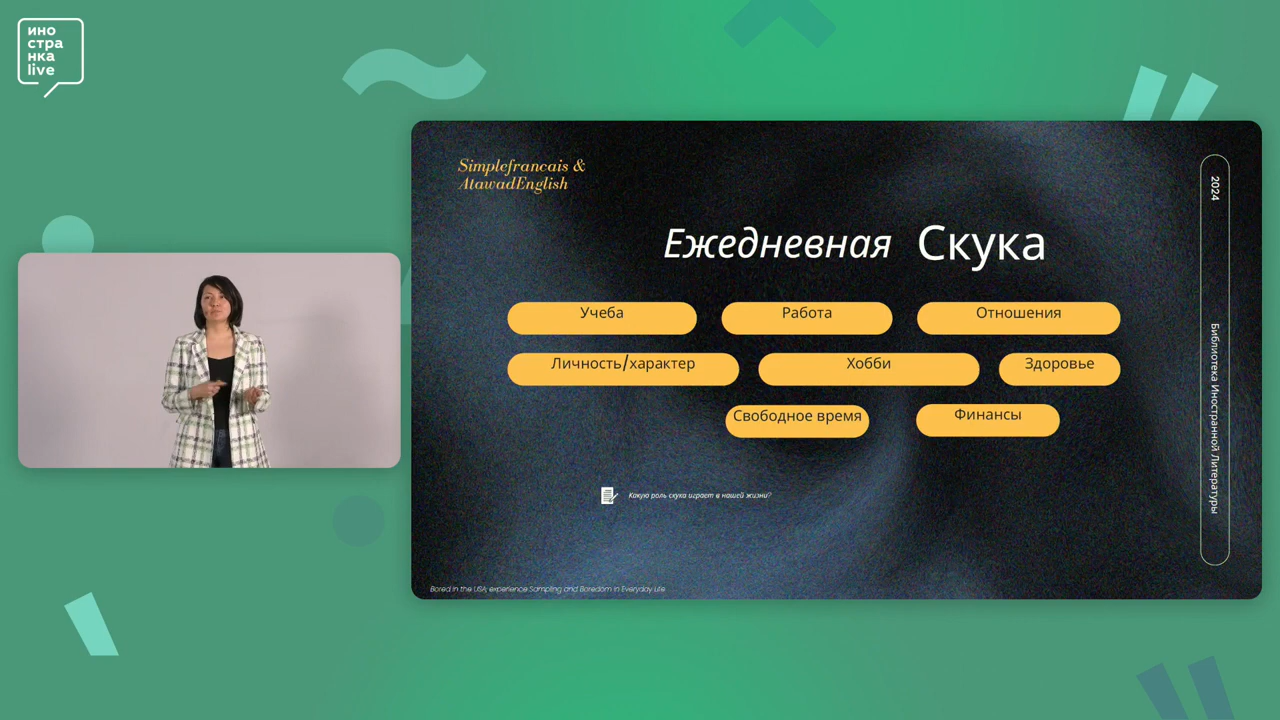 ино
стра
нка
live
Simplefrancais &
AtawadEnglish
2024
Ежедневная Скука
Учеба
Работа
Отношения
Личность/характер
Хобби
Здоровье
Свободное время
Финансы
Библиотека Иностранной Литературы
Какую роль скука играет в нашей жизни?
Bored in the USA; experience Sampling and Boredom in Everyday Life